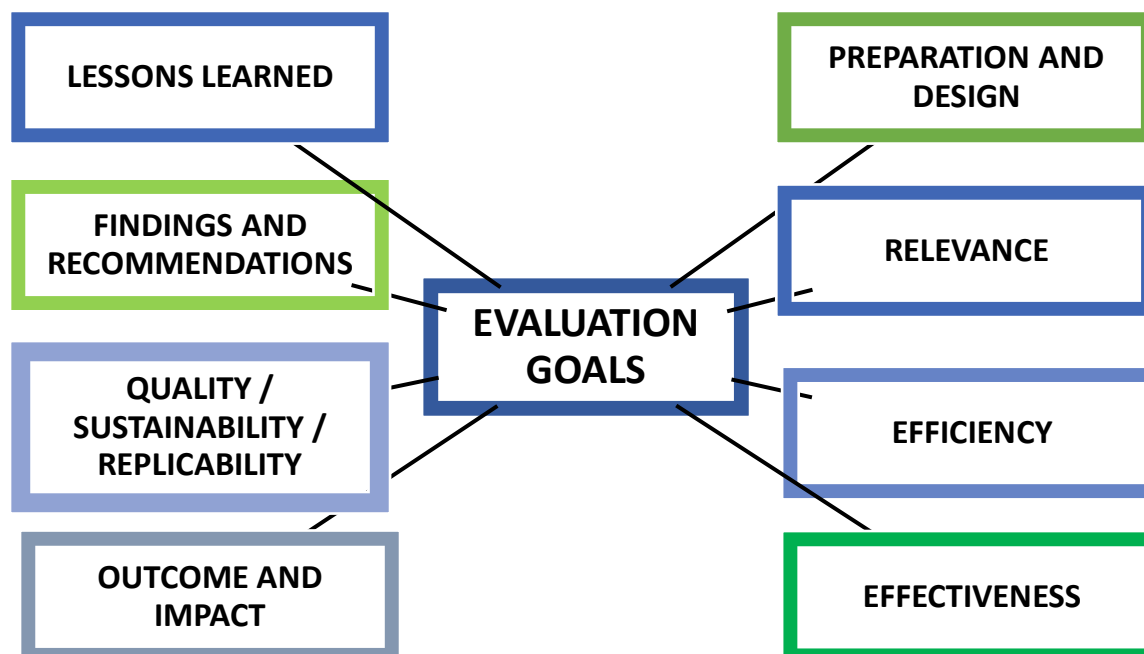 LESSONS LEARNED
FINDINGS AND
RECOMMENDATIONS
QUALITY /
SUSTAINABILITY /
REPLICABILITY
OUTCOME AND
IMPACT
EVALUATION
GOALS
PREPARATION AND
DESIGN
RELEVANCE
EFFICIENCY
EFFECTIVENESS